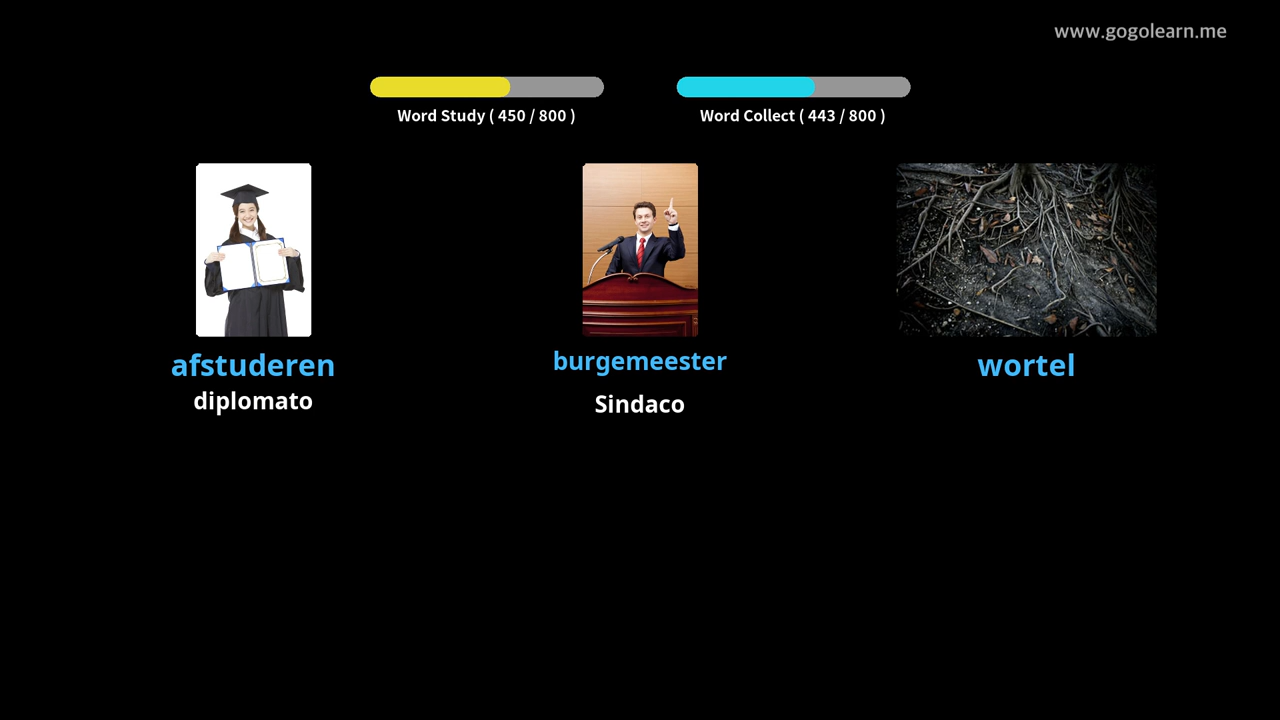 www.gogolearn.me
Word Study ( 450 / 800 )
Word Collect ( 443 / 800 )
afstuderen
diplomato
burgemeester
Sindaco
wortel